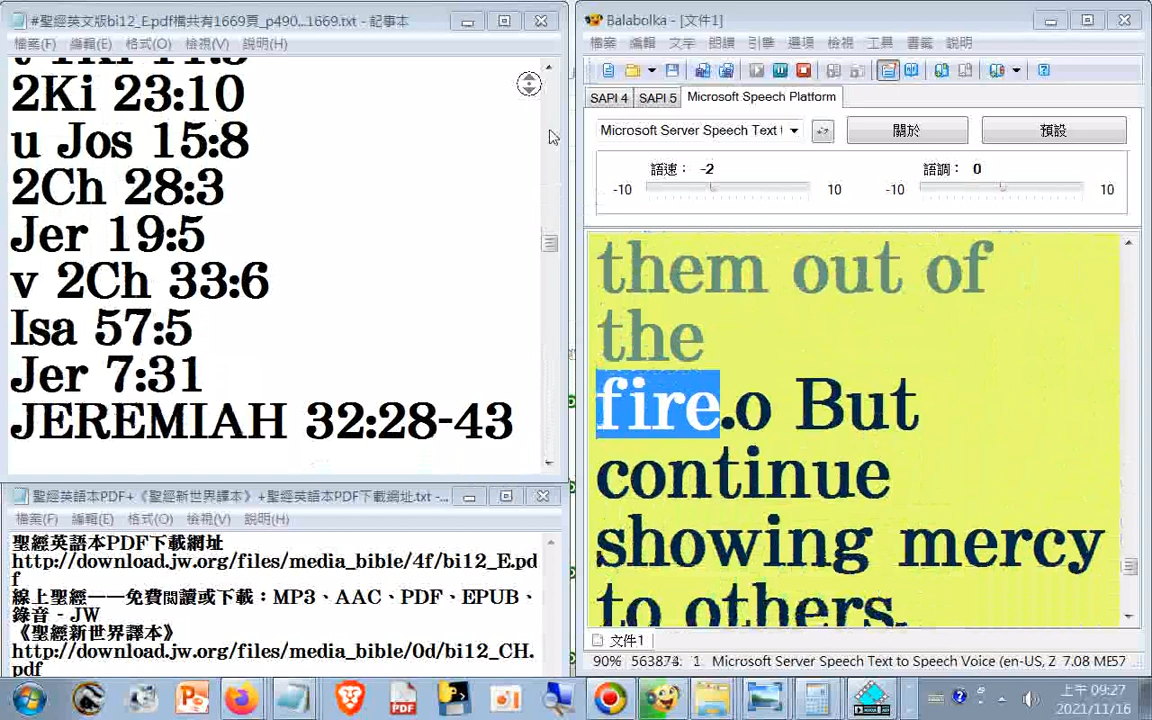 #聖經英文版bi12_E.pdf檔共有1669頁_p490...1669.txt - 記事本
檔案(F) 編輯(E) 格式(O) 檢視(V) 說明(H)
2Ki 23:10
u Jos 15:8
2Ch 28:3
Jer 19:5
v 2Ch 33:6
Isa 57:5
Jer 7:31
JEREMIAH 32:28-43
聖經英語本PDF+《聖經新世界譯本》+聖經英語本PDF下載網址.txt -...
檔案(F) 編輯(E) 格式(O) 檢視(V) 說明(H)
聖經英語本PDF下載網址
http://download.jw.org/files/media_bible/4f/bi12_E.pd
f
線上聖經——免費閱讀或下載：MP3、AAC、PDF、EPUB、
錄音 - JW
《聖經新世界譯本》
http://download.jw.org/files/media_bible/0d/bi12_CH.
pdf
Balabolka - [文件1]
檔案 編輯 文字 朗讀 引擎 選項 檢視 工具 書籤 說明
SAPI 4 SAPI 5 Microsoft Speech Platform
Microsoft Server Speech Text 關於 預設
語速： -2 語調： 0
-10 10 -10 10
them out of
the
fire.o But
continue
showing mercy
to others.
文件1
90% 563874: 1 Microsoft Server Speech Text to Speech Voice (en-US, Z 7.08 ME57
PDF
上午 09:27
2021/11/16